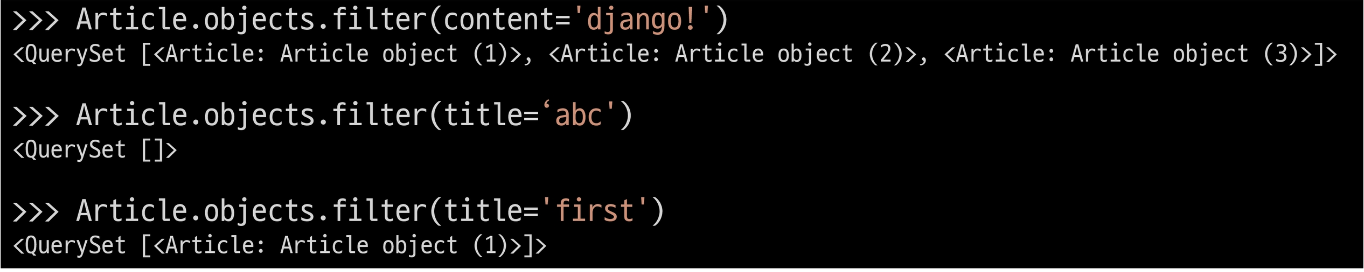 >>> Article.objects.filter(content='django!')
<QuerySet [<Article: Article object (1)>, <Article: Article object (2)>, <Article: Article object (3)>]>
>>> Article.objects.filter(title=‘abc')
<QuerySet []>
>>> Article.objects.filter(title='first')
<QuerySet [<Article: Article object (1)>]>